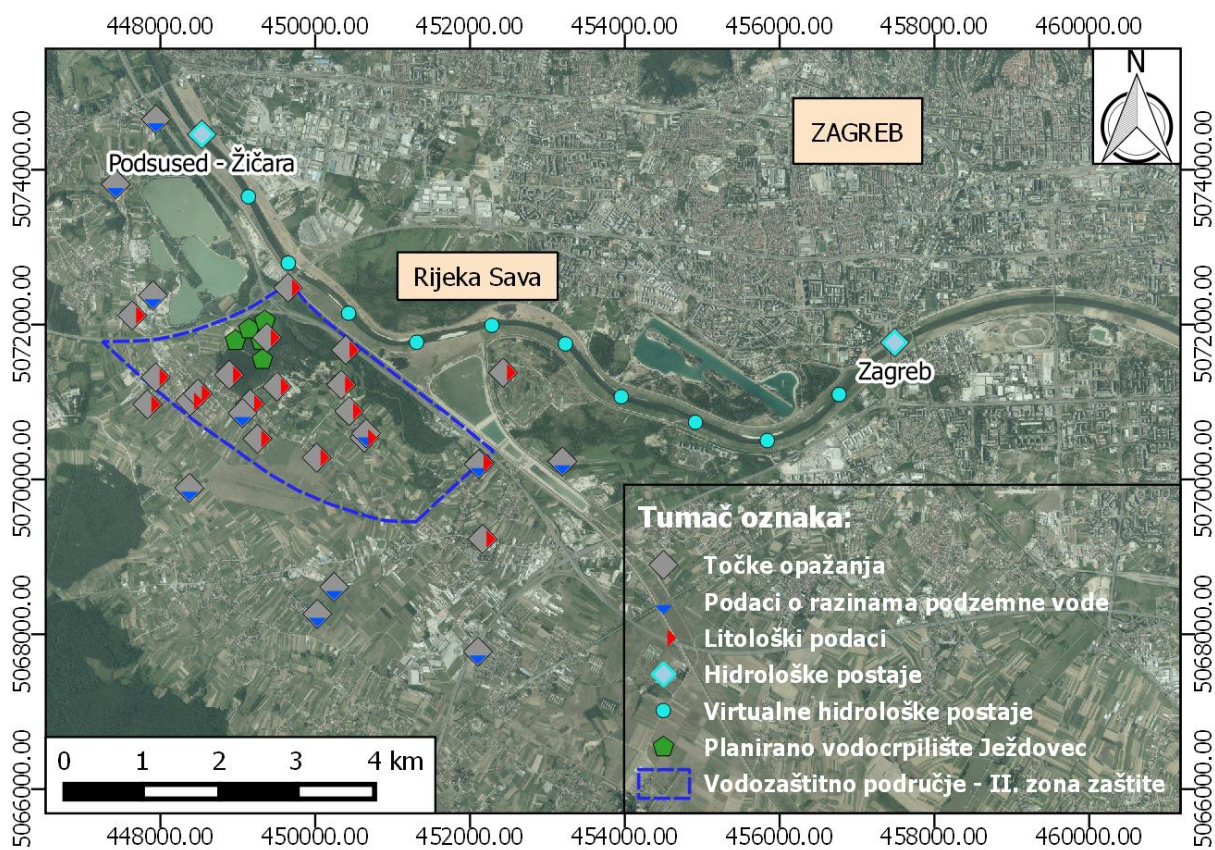 448000.00 450000.00 452000.00 454000.00 456000.00 458000.00 460000.00
N
ZAGREB
5074000.00
5074000.00
Podsused - Žičara
Rijeka Sava
5072000.00
5072000.00
Zagreb
5070000.00
5070000.00
Tumač oznaka:
Točke opažanja
Podaci o razinama podzemne vode
Litološki podaci
Hidrološke postaje
Virtualne hidrološke postaje
Planirano vodocrpilište Ježdovec
Vodozaštitno područje - II. zona zaštite
5068000.00
5068000.00
0 1 2 3 4 km
5066000.00
5066000.00
448000.00 450000.00 452000.00 454000.00 456000.00 458000.00 460000.00